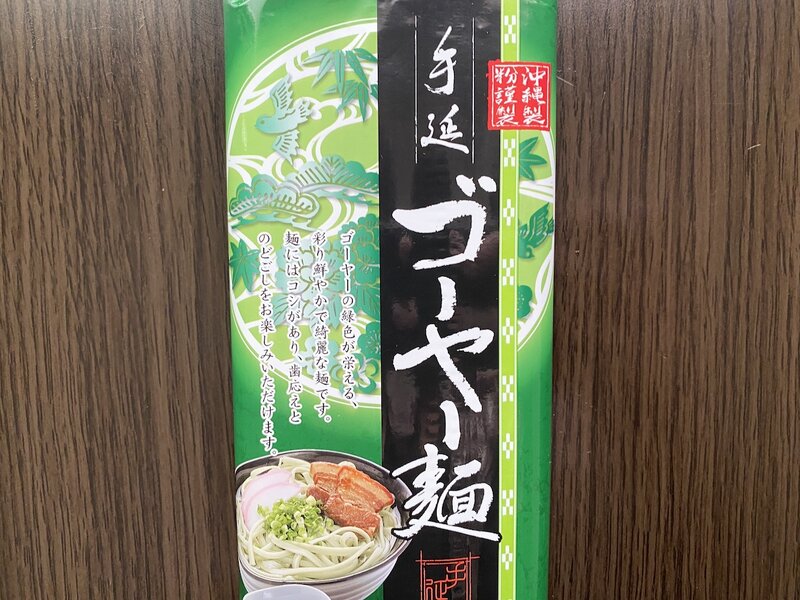 手延
ゴーヤー麺
沖縄製
粉謹製
ゴーヤーの緑色が栄える、
彩り鮮やかで綺麗な麺です。
麺にはコシがあり、歯応えと
のどごしをお楽しみいただけます。
手延